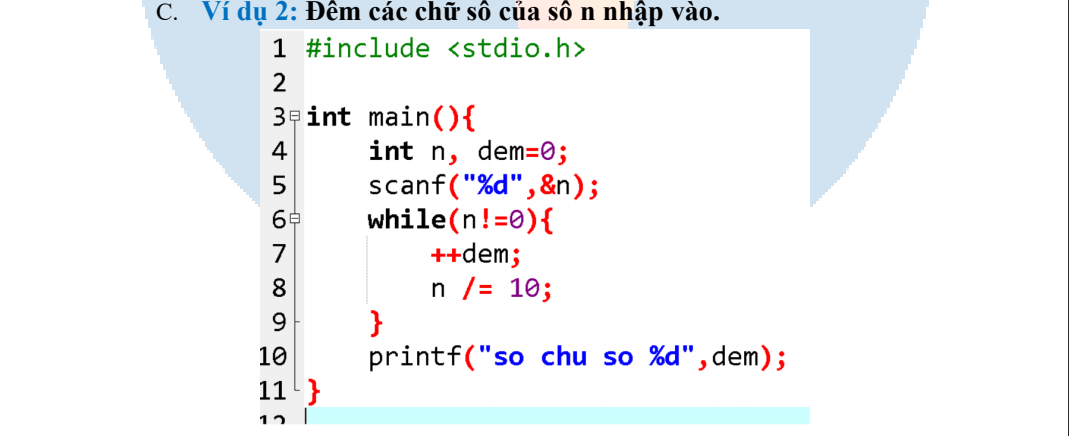 C. Ví dụ 2: Đếm các chữ số của số n nhập vào.
1 #include <stdio.h>
2
3 int main(){
4 int n, dem=0;
5 scanf("%d",&n);
6 while(n!=0){
7 ++dem;
8 n /= 10;
9 }
10 printf("so chu so %d",dem);
11 }
12